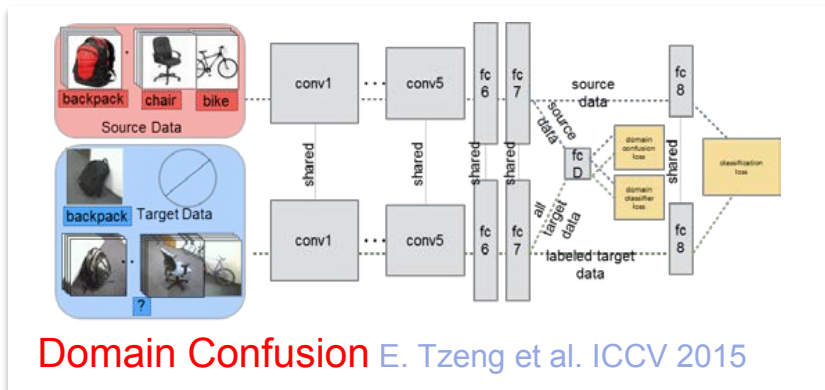 backpack
chair
bike
Source Data
backpack
Target Data
?
conv1
conv5
fc
6
fc
7
source
data
fc
8
shared
shared
shared
shared
shared
source
data
fc
D
domain
confusion
loss
domain
classifier
loss
classification
loss
all
target
data
conv1
conv5
fc
6
fc
7
labeled target
data
fc
8
Domain Confusion E. Tzeng et al. ICCV 2015